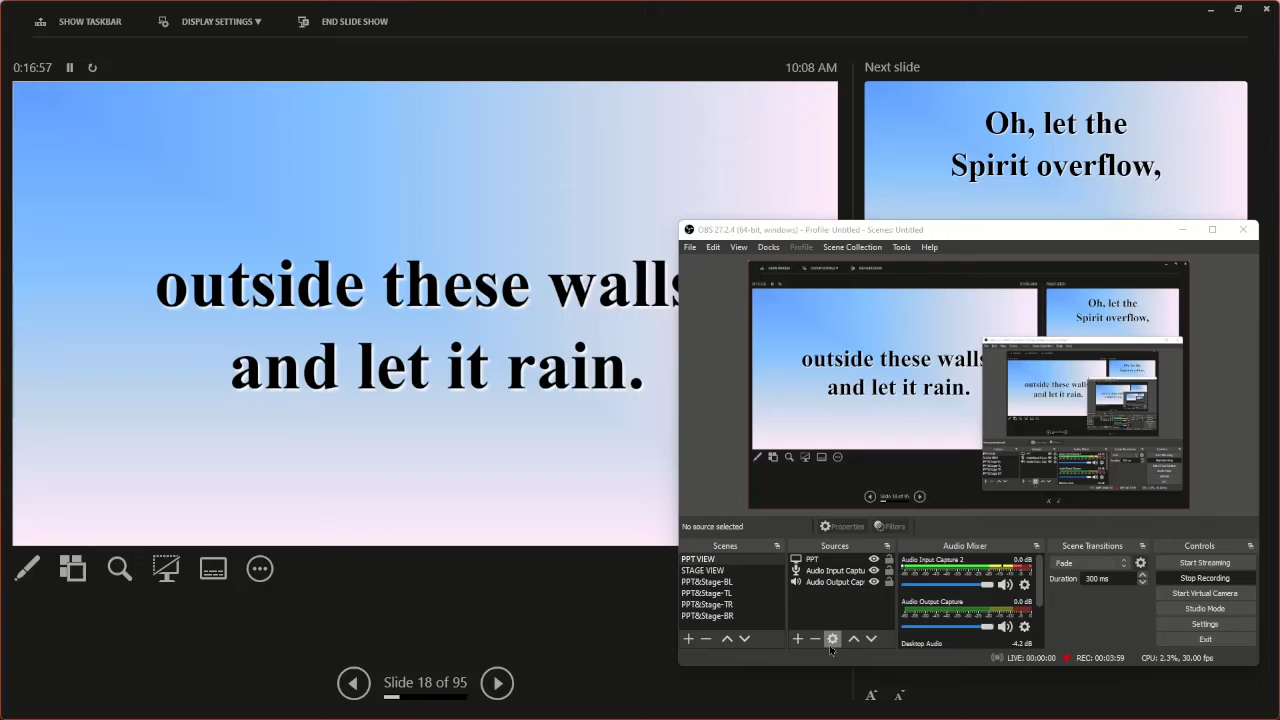 SHOW TASKBAR
DISPLAY SETTINGS ▼
END SLIDE SHOW
0:16:57
10:08 AM
Next slide
outside these walls
and let it rain.
Oh, let the
Spirit overflow,
OBS 27.2.4 (64-bit, windows) - Profile: Untitled - Scenes: Untitled
File Edit View Docks Profile Scene Collection Tools Help
outside these walls
and let it rain.
Oh, let the
Spirit overflow,
Slide 18 of 95
No source selected
Properties
Filters
Scenes
PPT VIEW
STAGE VIEW
PPT&Stage-BL
PPT&Stage-TL
PPT&Stage-TR
PPT&Stage-BR
Sources
PPT
Audio Input Captu
Audio Output Cap
Audio Mixer
Audio Input Capture 2 0.0 dB
Audio Output Capture 0.0 dB
Desktop Audio -4.2 dB
Scene Transitions
Fade
Duration 300 ms
Controls
Start Streaming
Stop Recording
Start Virtual Camera
Studio Mode
Settings
Exit
LIVE: 00:00:00 REC: 00:03:59 CPU: 2.3%, 30.00 fps
Slide 18 of 95